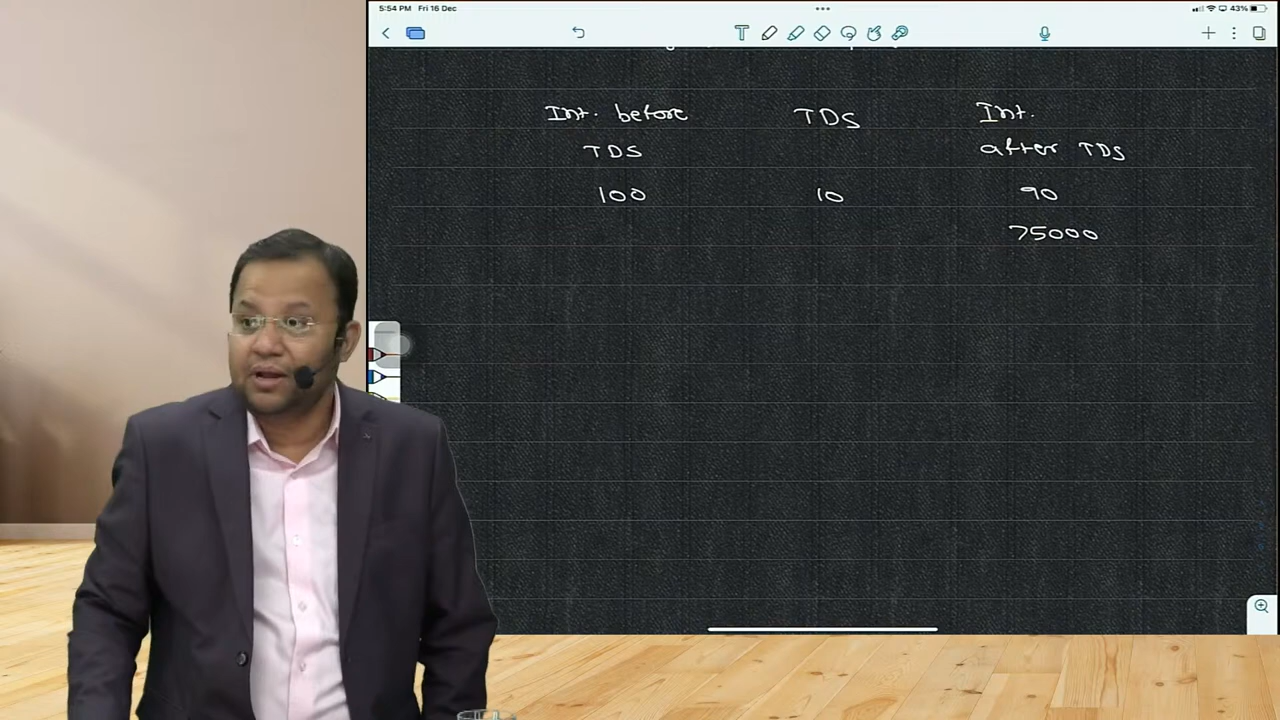 5:54 PM Fri 16 Dec
43%
Int. before TDS Int.
TDS after TDS
100 10 90
75000